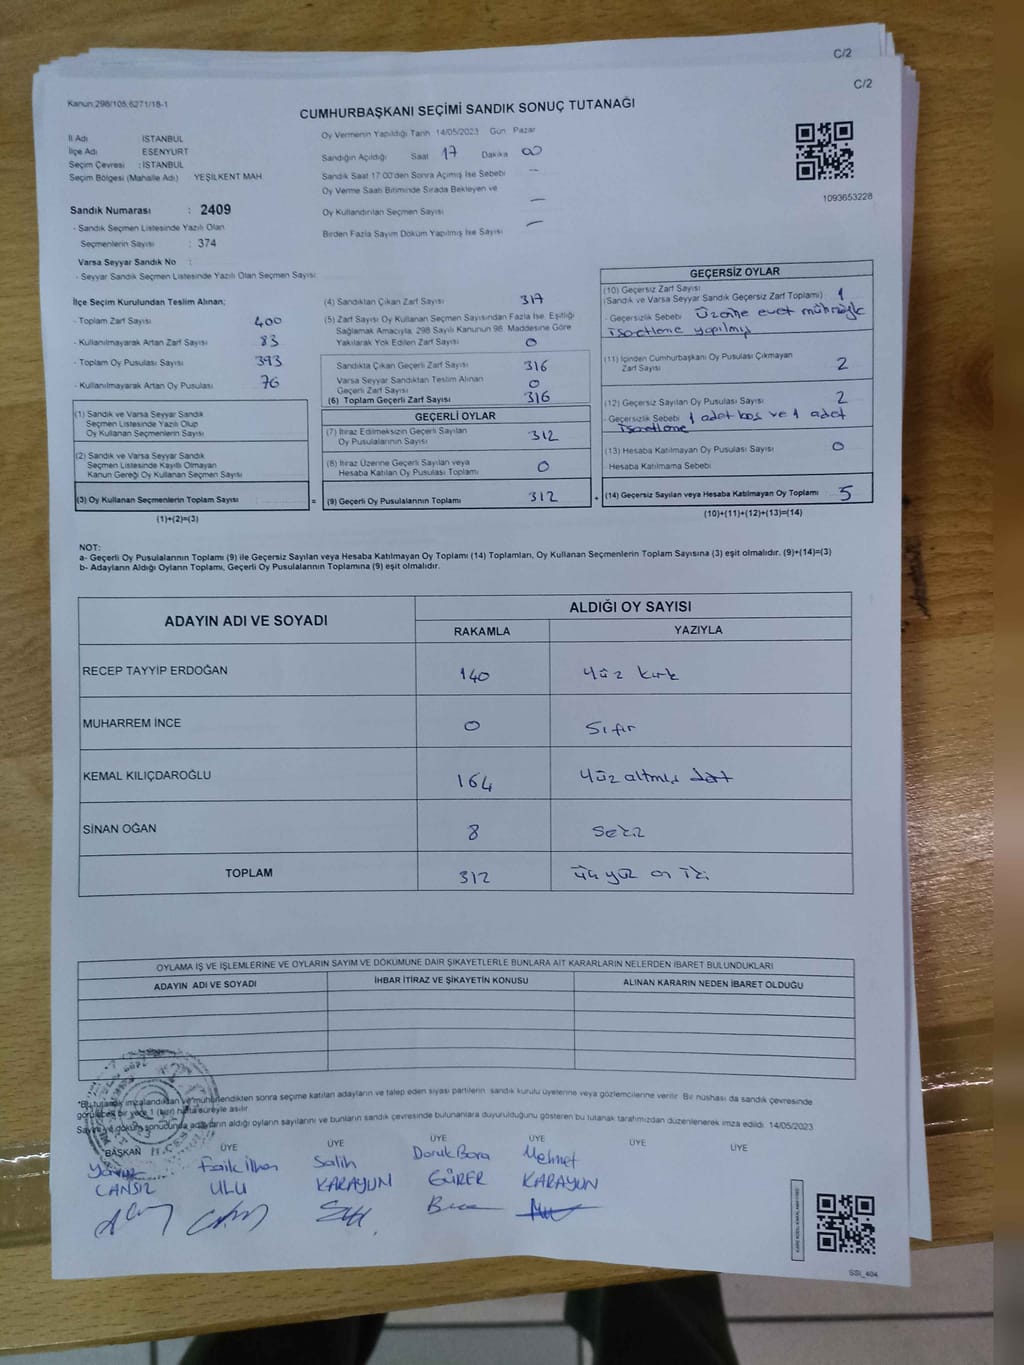 C/2
C/2
Kanun,298/105,6271/18-1
CUMHURBAŞKANI SEÇİMİ SANDIK SONUÇ TUTANAĞI
İl Adı İSTANBUL
İlçe Adı ESENYURT
Seçim Çevresi : İSTANBUL
Seçim Bölgesi (Mahalle Adı) YEŞİLKENT MAH
Sandık Numarası : 2409
- Sandık Seçmen Listesinde Yazılı Olan
Seçmenlerin Sayısı : 374
Varsa Seyyar Sandık No :
- Seyyar Sandık Seçmen Listesinde Yazılı Olan Seçmen Sayısı:
Oy Vermenin Yapıldığı Tarih 14/05/2023 Gün Pazar
Sandığın Açıldığı Saat 17 Dakika 00
Sandık Saat 17:00'den Sonra Açımış İse Sebebi —
Oy Verme Saati Bitiminde Sırada Bekleyen ve
Oy Kullandırılan Seçmen Sayısı —
Birden Fazla Sayım Döküm Yapılmış İse Sayısı —
1093653228
İlçe Seçim Kurulundan Teslim Alınan;
- Toplam Zarf Sayısı 400
- Kullanılmayarak Artan Zarf Sayısı 83
- Toplam Oy Pusulası Sayısı 393
- Kullanılmayarak Artan Oy Pusulası 76
(1) Sandık ve Varsa Seyyar Sandık
Seçmen Listesinde Yazılı Olup
Oy Kullanan Seçmenlerin Sayısı
(2) Sandık ve Varsa Seyyar Sandık
Seçmen Listesinde Kayıtlı Olmayan
Kanun Gereği Oy Kullanan Seçmen Sayısı
(3) Oy Kullanan Seçmenlerin Toplam Sayısı =
(1)+(2)=(3)
(4) Sandıktan Çıkan Zarf Sayısı 317
(5) Zarf Sayısı Oy Kullanan Seçmen Sayısından Fazla İse, Eşitliği
Sağlamak Amacıyla, 298 Sayılı Kanunun 98. Maddesine Göre
Yakılarak Yok Edilen Zarf Sayısı 0
Sandıkta Çıkan Geçerli Zarf Sayısı 316
Varsa Seyyar Sandıktan Teslim Alınan
Geçerli Zarf Sayısı 0
(6) Toplam Geçerli Zarf Sayısı 316
GEÇERLİ OYLAR
(7) İtiraz Edilmeksizin Geçerli Sayılan
Oy Pusulalarının Sayısı 312
(8) İtiraz Üzerine Geçerli Sayılan veya
Hesaba Katılan Oy Pusulası Toplamı 0
(9) Geçerli Oy Pusulalarının Toplamı 312 +
GEÇERSİZ OYLAR
(10) Geçersiz Zarf Sayısı
(Sandık ve Varsa Seyyar Sandık Geçersiz Zarf Toplamı) 1
- Geçersizlik Sebebi Üzerine evet mührüyle
işaretleme yapılmış
(11) İçinden Cumhurbaşkanı Oy Pusulası Çıkmayan
Zarf Sayısı 2
(12) Geçersiz Sayılan Oy Pusulası Sayısı 2
- Geçersizlik Sebebi 1 adet boş ve 1 adet
işaretleme
(13) Hesaba Katılmayan Oy Pusulası Sayısı 0
- Hesaba Katılmama Sebebi
(14) Geçersiz Sayılan veya Hesaba Katılmayan Oy Toplamı 5
(10)+(11)+(12)+(13)=(14)
NOT:
a- Geçerli Oy Pusulalarının Toplamı (9) ile Geçersiz Sayılan veya Hesaba Katılmayan Oy Toplamı (14) Toplamları, Oy Kullanan Seçmenlerin Toplam Sayısına (3) eşit olmalıdır. (9)+(14)=(3)
b- Adayların Aldığı Oyların Toplamı, Geçerli Oy Pusulalarının Toplamına (9) eşit olmalıdır.
ADAYIN ADI VE SOYADI ALDIĞI OY SAYISI
RAKAMLA YAZIYLA
RECEP TAYYİP ERDOĞAN 140 Yüz kırk
MUHARREM İNCE 0 Sıfır
KEMAL KILIÇDAROĞLU 164 Yüz altmış dört
SİNAN OĞAN 8 Sekiz
TOPLAM 312 üç yüz on iki
OYLAMA İŞ VE İŞLEMLERİNE VE OYLARIN SAYIM VE DÖKÜMÜNE DAİR ŞİKAYETLERLE BUNLARA AİT KARARLARIN NELERDEN İBARET BULUNDUKLARI
ADAYIN ADI VE SOYADI İHBAR İTİRAZ VE ŞİKAYETİN KONUSU ALINAN KARARIN NEDEN İBARET OLDUĞU
*Bu tutanak imzalandıktan ve mühürlendikten sonra seçime katılan adayların ve talep eden siyasi partilerin sandık kurulu üyelerine veya gözlemcilerine verilir. Bir nüshası da sandık çevresinde
görülecek bir yere 1 (bir) hafta süreyle asılır.
Sayım ve döküm sonucunda adayların aldığı oyların sayılarını ve bunların sandık çevresinde bulunanlara duyurulduğunu gösteren bu tutanak tarafımızdan düzenlenerek imza edildi. 14/05/2023
BAŞKAN ÜYE ÜYE ÜYE ÜYE ÜYE ÜYE
Yavuz Faik İlhan Salih Doruk Bora Mehmet
CANSIZ ULU KARAYUN GÜRER KARAYUN
SSİ_404